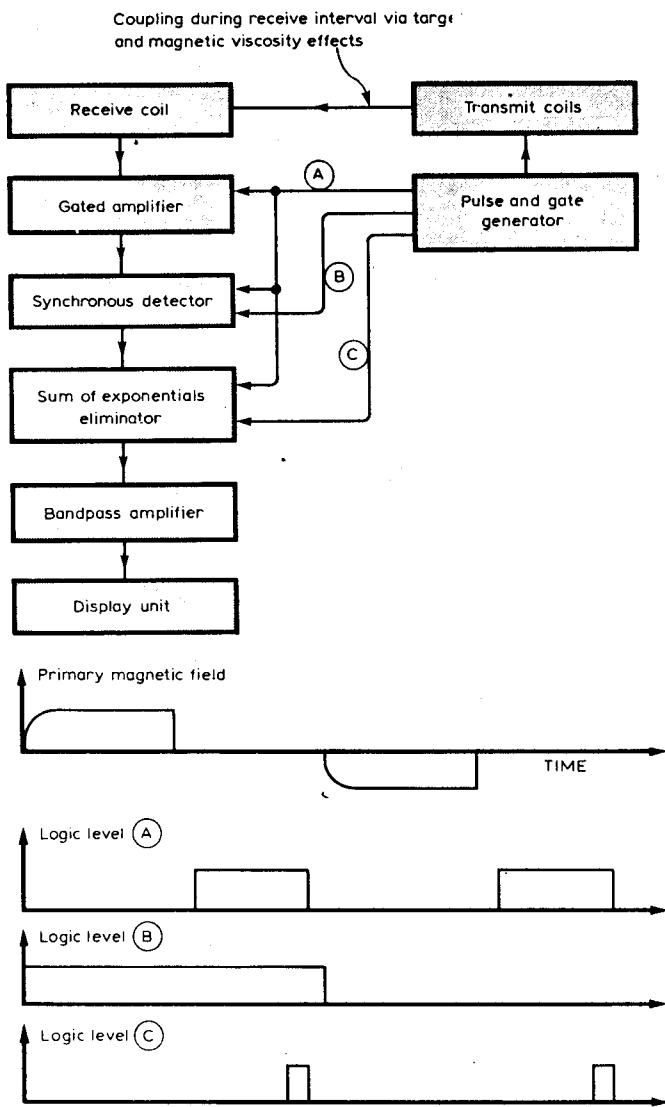 Coupling during receive interval via targe
and magnetic viscosity effects
Receive coil
Transmit coils
A
Gated amplifier
Pulse and gate
generator
B
Synchronous detector
C
Sum of exponentials
eliminator
Bandpass amplifier
Display unit
Primary magnetic field
TIME
Logic level A
Logic level B
Logic level C